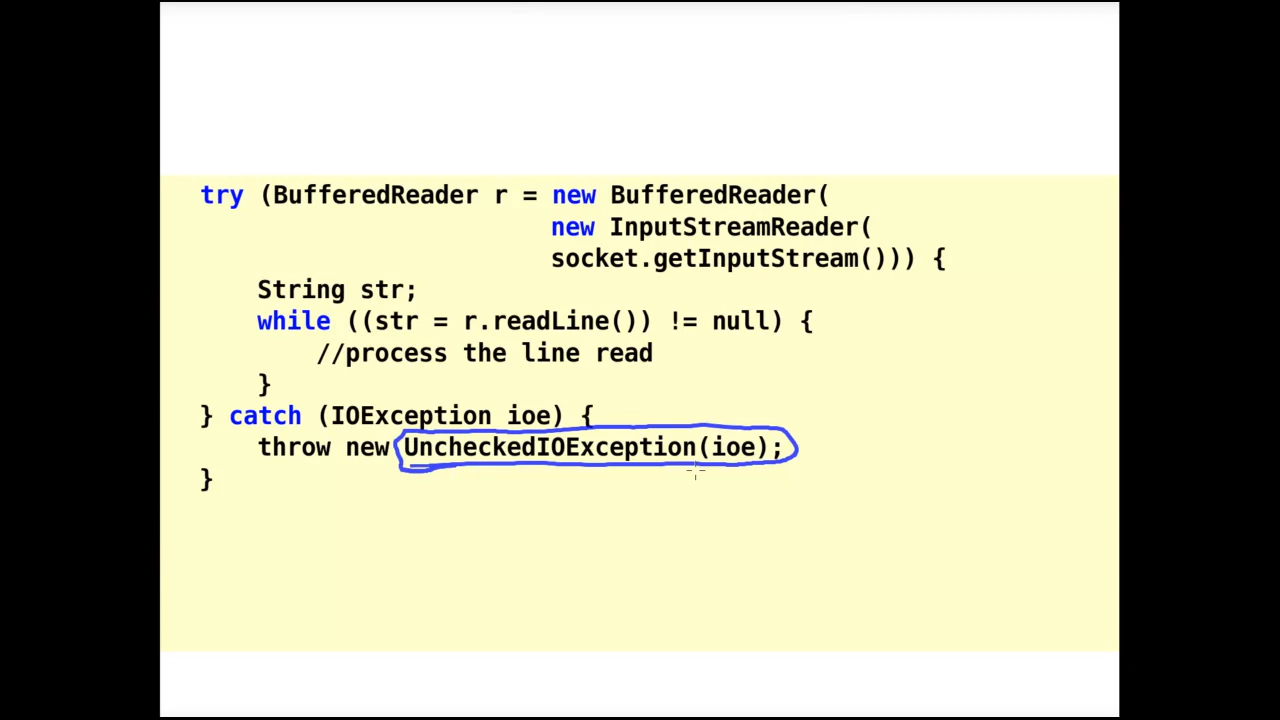 try (BufferedReader r = new BufferedReader(
new InputStreamReader(
socket.getInputStream())) {
String str;
while ((str = r.readLine()) != null) {
//process the line read
}
} catch (IOException ioe) {
throw new UncheckedIOException(ioe);
}